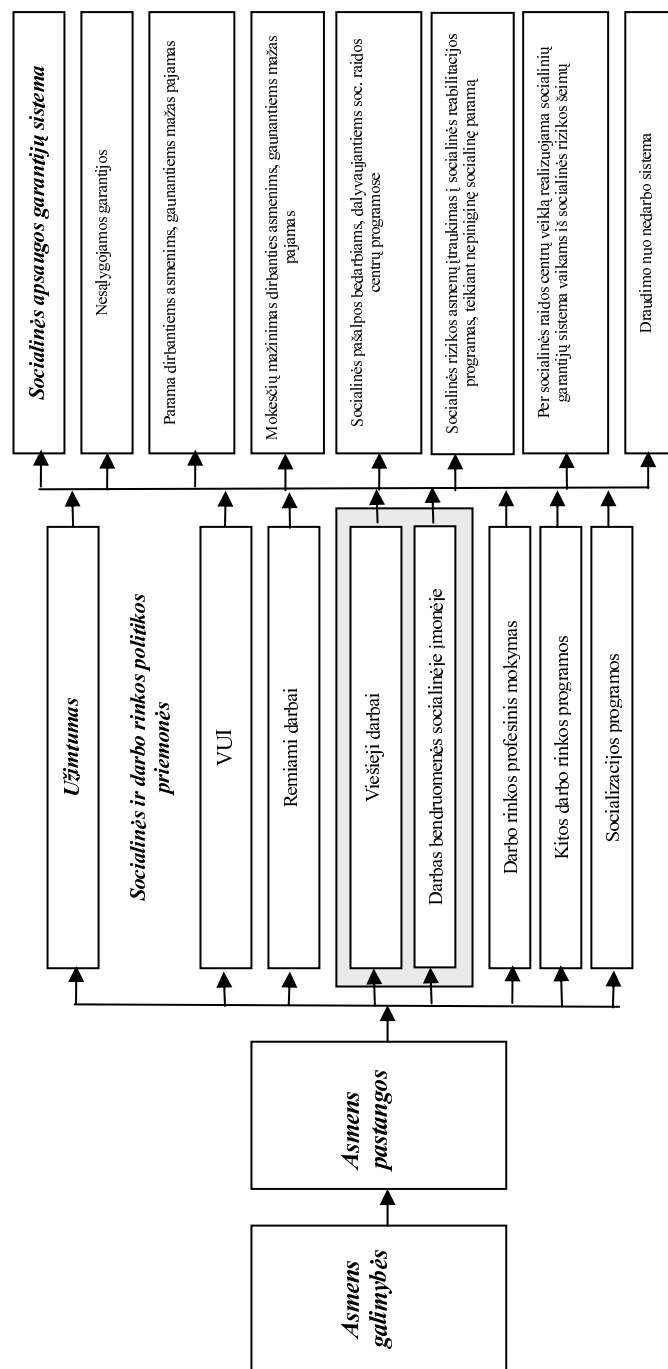 Asmens
galimybės
Asmens
pastangos
Užimtumas
Socialinės ir darbo rinkos politikos
priemonės
VUI
Remiami darbai
Viešieji darbai
Darbas bendruomenės socialinėje įmonėje
Darbo rinkos profesinis mokymas
Kitos darbo rinkos programos
Socializacijos programos
Socialinės apsaugos garantijų sistema
Nesąlygojamos garantijos
Parama dirbantiems asmenims, gaunantiems mažas pajamas
Mokesčių mažinimas dirbanties asmenims, gaunantiems mažas
pajamas
Socialinės pašalpos bedarbiams, dalyvaujantiems soc. raidos
centrų programose
Socialinės rizikos asmenų įtraukimas į socialinės reabilitacijos
programas, teikiant nepiniginę socialinę paramą
Per socialinės raidos centrų veiklą realizuojama socialinių
garantijų sistema vaikams iš socialinės rizikos šeimų
Draudimo nuo nedarbo sistema